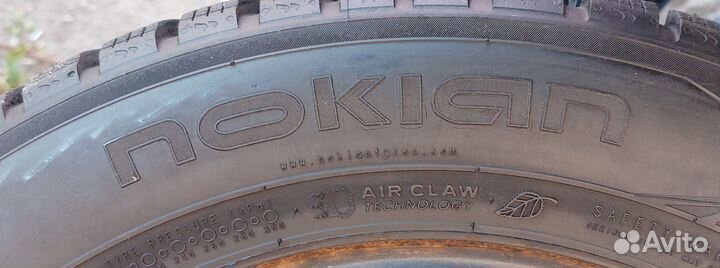 nokian
www.nokiantyres.com
AIR CLAW
TECHNOLOGY
SAFETY
Avito